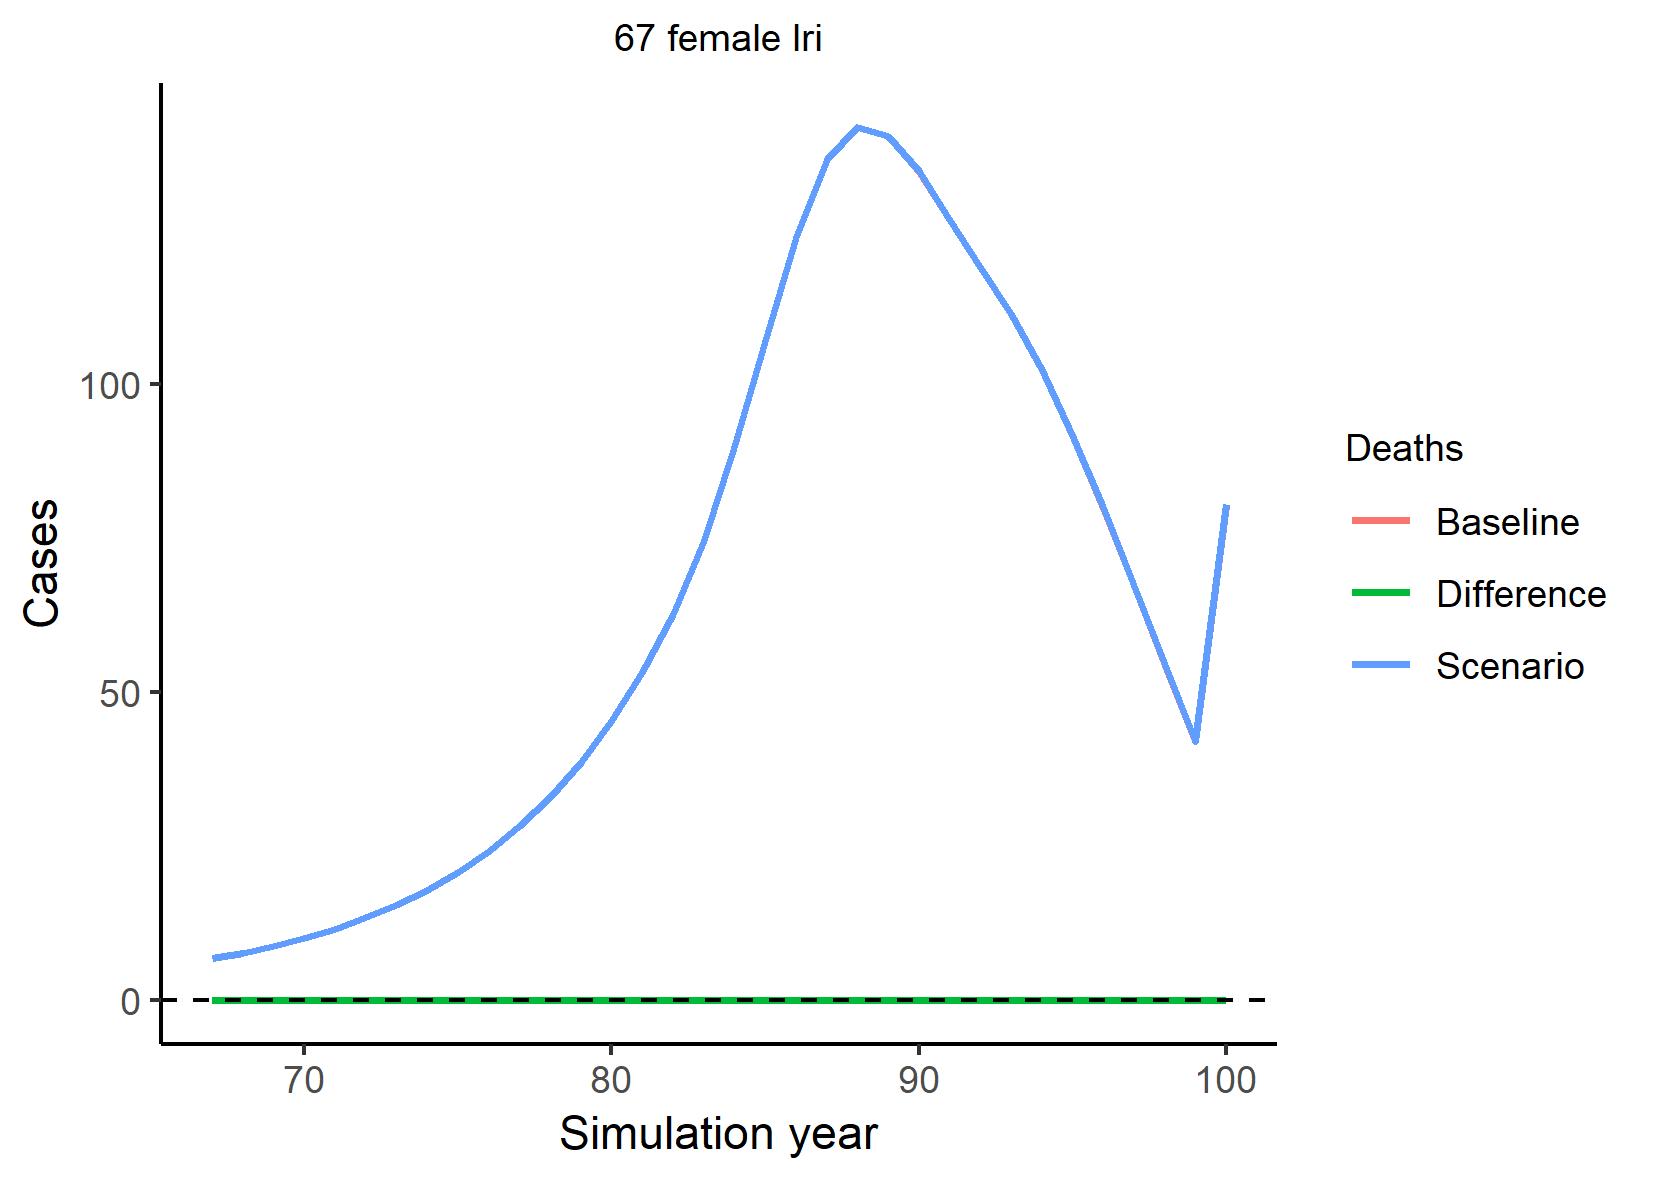 67 female lri
Cases
100
50
0
70
80
90
100
Simulation year
Deaths
Baseline
Difference
Scenario